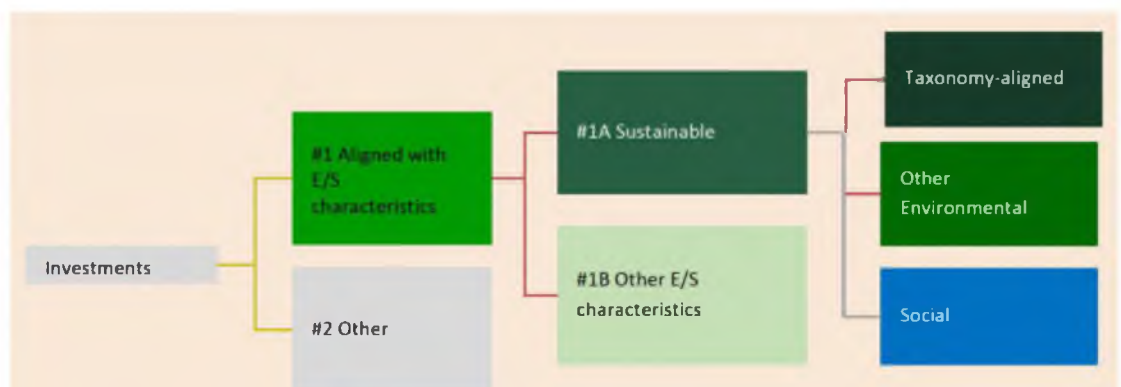 Investments
#1 Aligned with
E/S
characteristics
#2 Other
#1A Sustainable
#1B Other E/S
characteristics
Taxonomy-aligned
Other
Environmental
Social